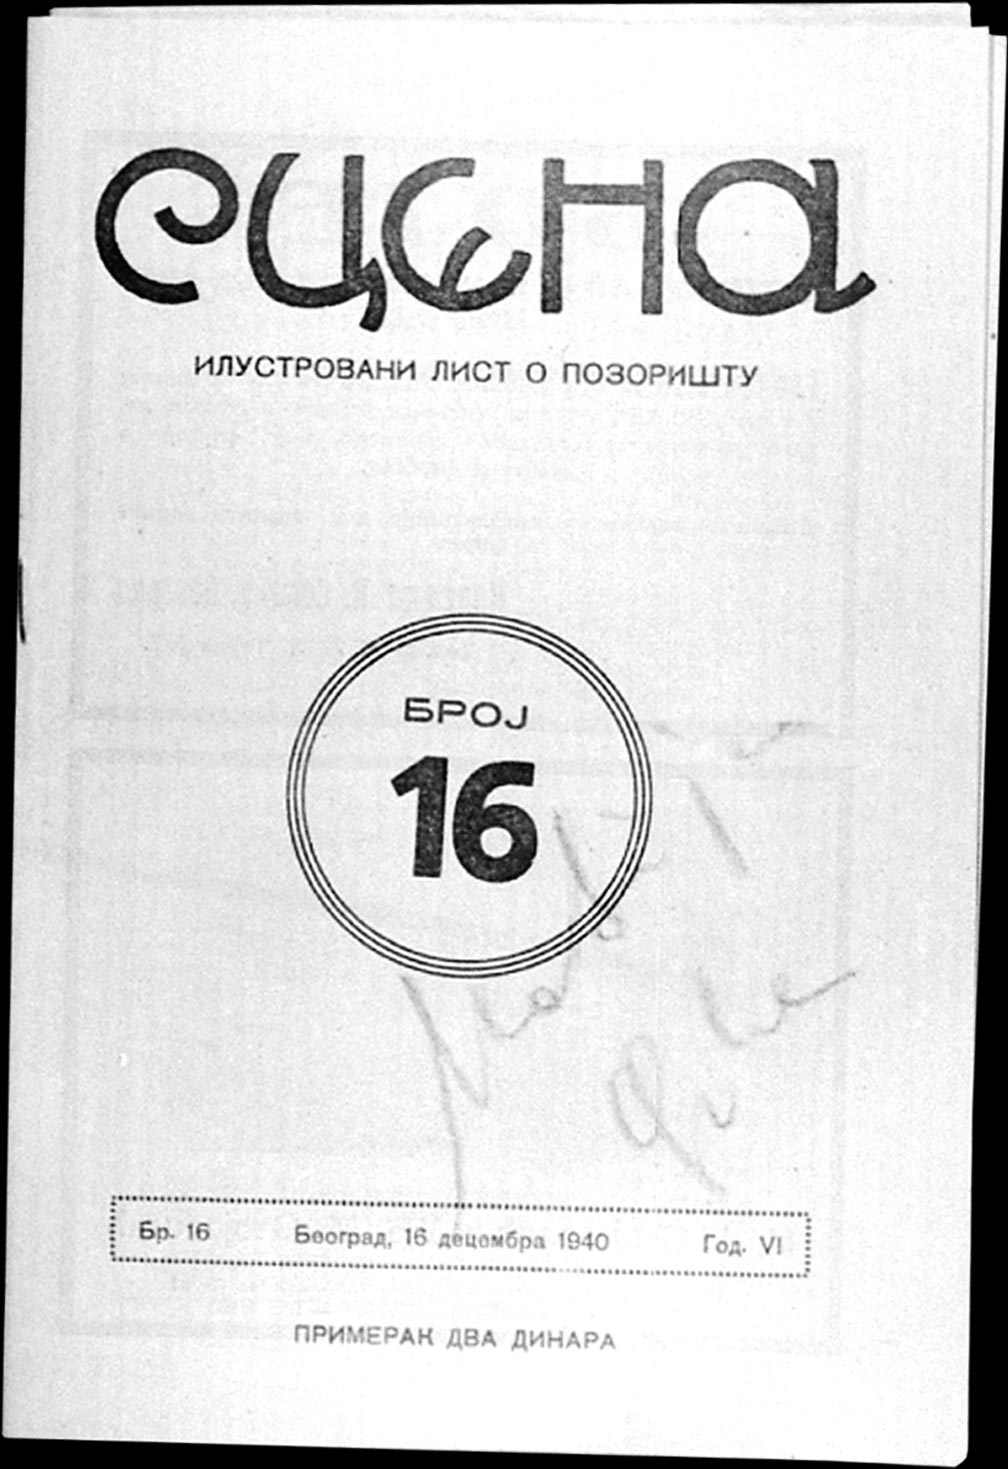 сцена
ИЛУСТРОВАНИ ЛИСТ О ПОЗОРИШТУ
БРОЈ
16
Бр. 16 Београд, 16 децембра 1940 Год. VI
ПРИМЕРАК ДВА ДИНАРА